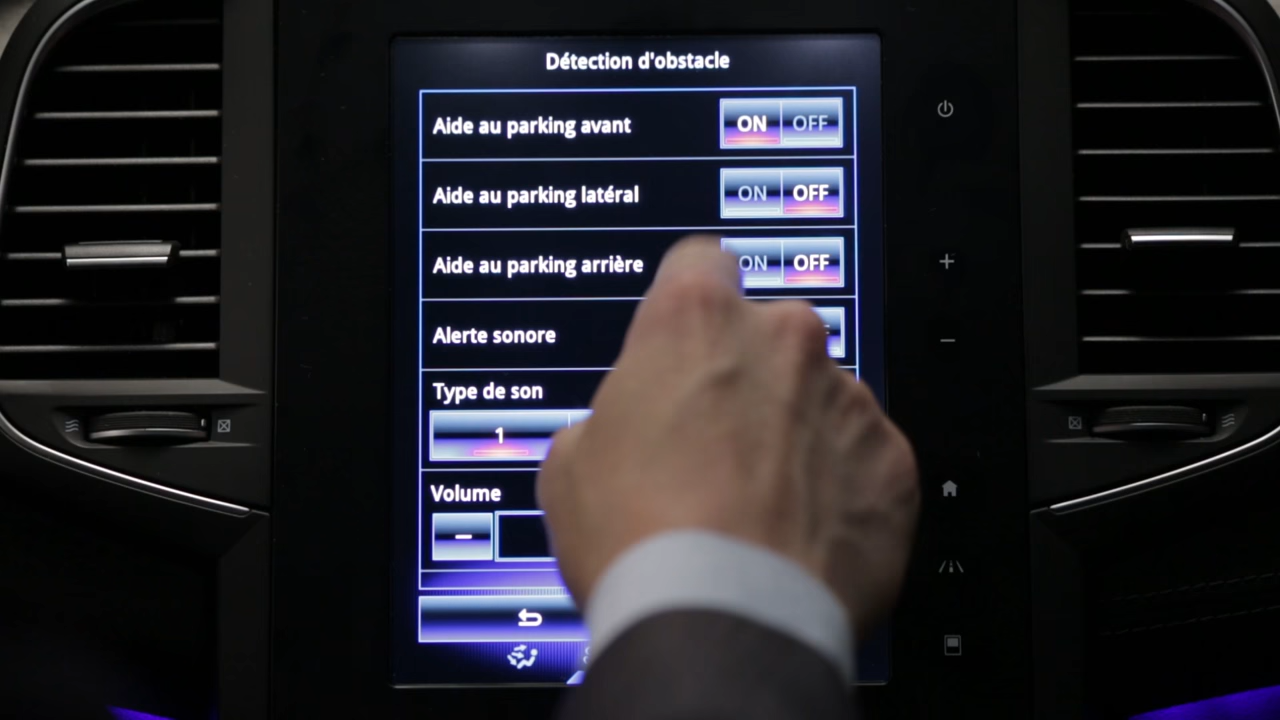 Détection d'obstacle
Aide au parking avant ON OFF
Aide au parking latéral ON OFF
Aide au parking arrière ON OFF
Alerte sonore
Type de son
1
Volume